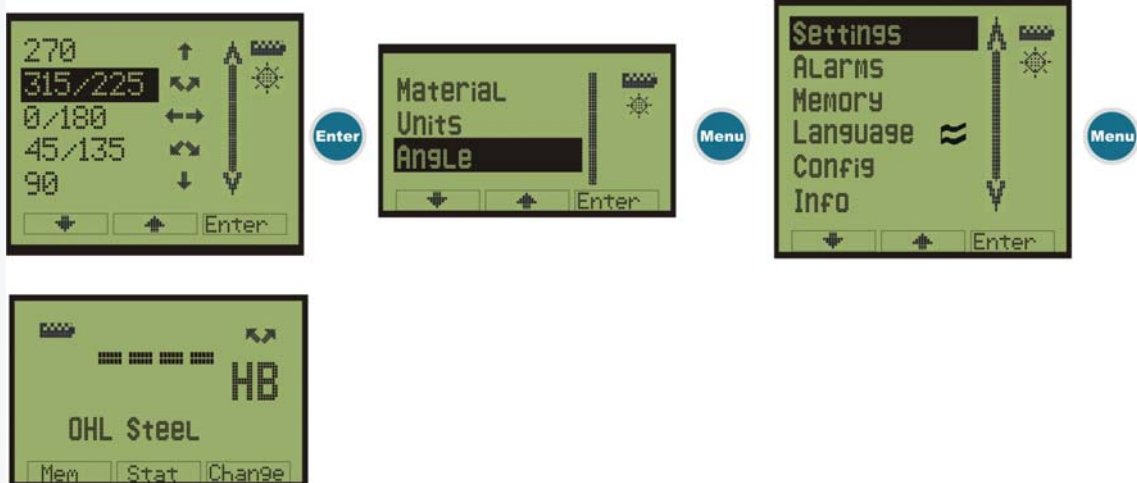 270
315/225
0/180
45/135
90
Enter
Enter
Material
Units
Angle
Enter
Menu
Settings
Alarms
Memory
Language
Config
Info
Enter
Menu
HB
OHL Steel
Mem Stat Change